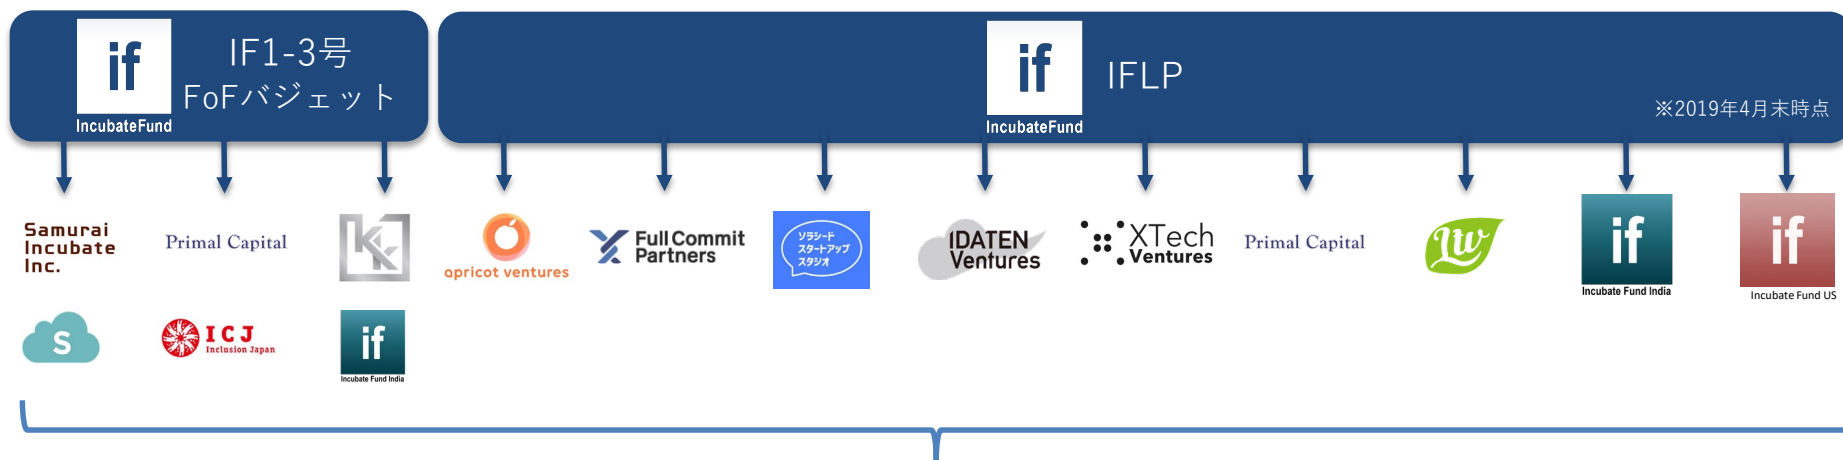 if
IncubateFund
IF1-3号
FoFバジェット
if
IncubateFund
IFLP
※2019年4月末時点
Samurai
Incubate
Inc.
Primal Capital
KK
apricot ventures
Full Commit
Partners
ソラシード
スタートアップ
スタジオ
IDATEN
Ventures
XTech
Ventures
Primal Capital
LTW
if
Incubate Fund India
if
Incubate Fund US
S
ICJ
Inclusion Japan
if
Incubate Fund India